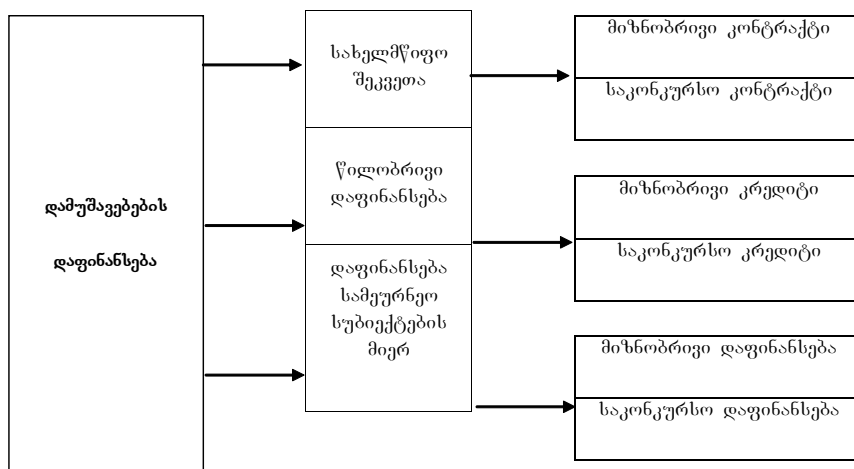 დამუშავებების
დაფინანსება
სახელმწიფო
შეკვეთა
წილობრივი
დაფინანსება
დაფინანსება
სამეურნეო
სუბიექტების
მიერ
მიზნობრივი კონტრაქტი
საკონკურსო კონტრაქტი
მიზნობრივი კრედიტი
საკონკურსო კრედიტი
მიზნობრივი დაფინანსება
საკონკურსო დაფინანსება